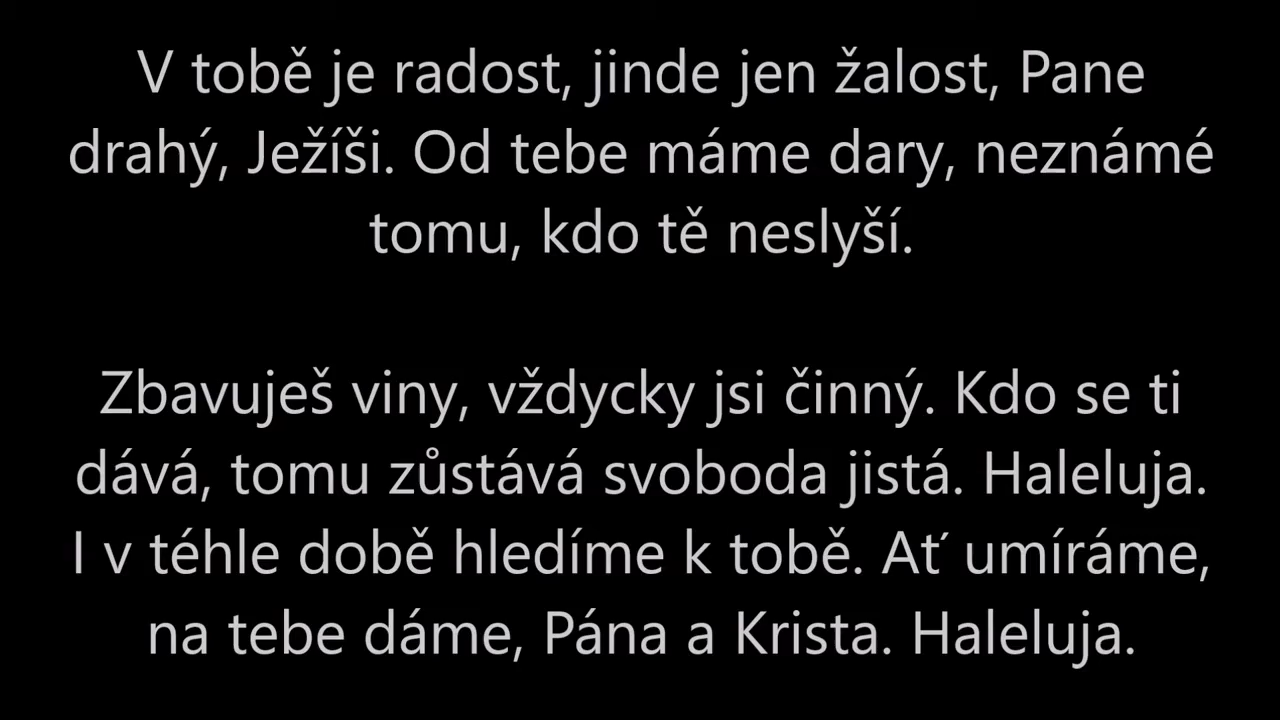 V tobě je radost, jinde jen žalost, Pane
drahý, Ježíši. Od tebe máme dary, neznámé
tomu, kdo tě neslyší.
Zbavuješ viny, vždycky jsi činný. Kdo se ti
dává, tomu zůstává svoboda jistá. Haleluja.
I v téhle době hledíme k tobě. Ať umíráme,
na tebe dáme, Pána a Krista. Haleluja.